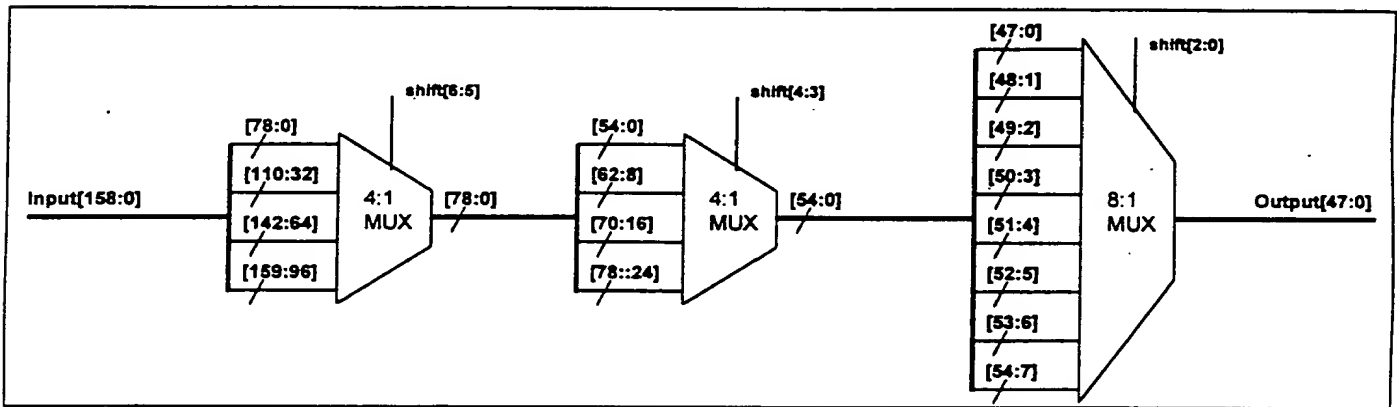 Input[158:0]
shift[6:5]
[78:0]
[110:32]
[142:64]
[159:96]
4:1
MUX
[78:0]
shift[4:3]
[54:0]
[62:8]
[70:16]
[78::24]
4:1
MUX
[54:0]
shift[2:0]
[47:0]
[48:1]
[49:2]
[50:3]
[51:4]
[52:5]
[53:6]
[54:7]
8:1
MUX
Output[47:0]